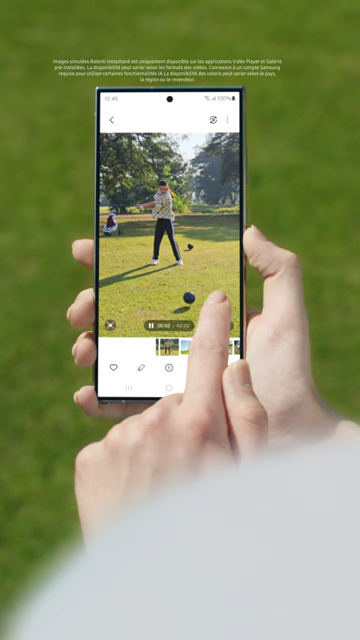 Images simulées.Ralenti instantané est uniquement disponible sur les applications Vidéo Player et Galerie
pré-installées. La disponibilité peut varier selon les formats des vidéos. Connexion à un compte Samsung
requise pour utiliser certaines fonctionnalités IA.La disponibilité des coloris peut varier selon le pays,
la région ou le revendeur.
12:45
100%
00:00